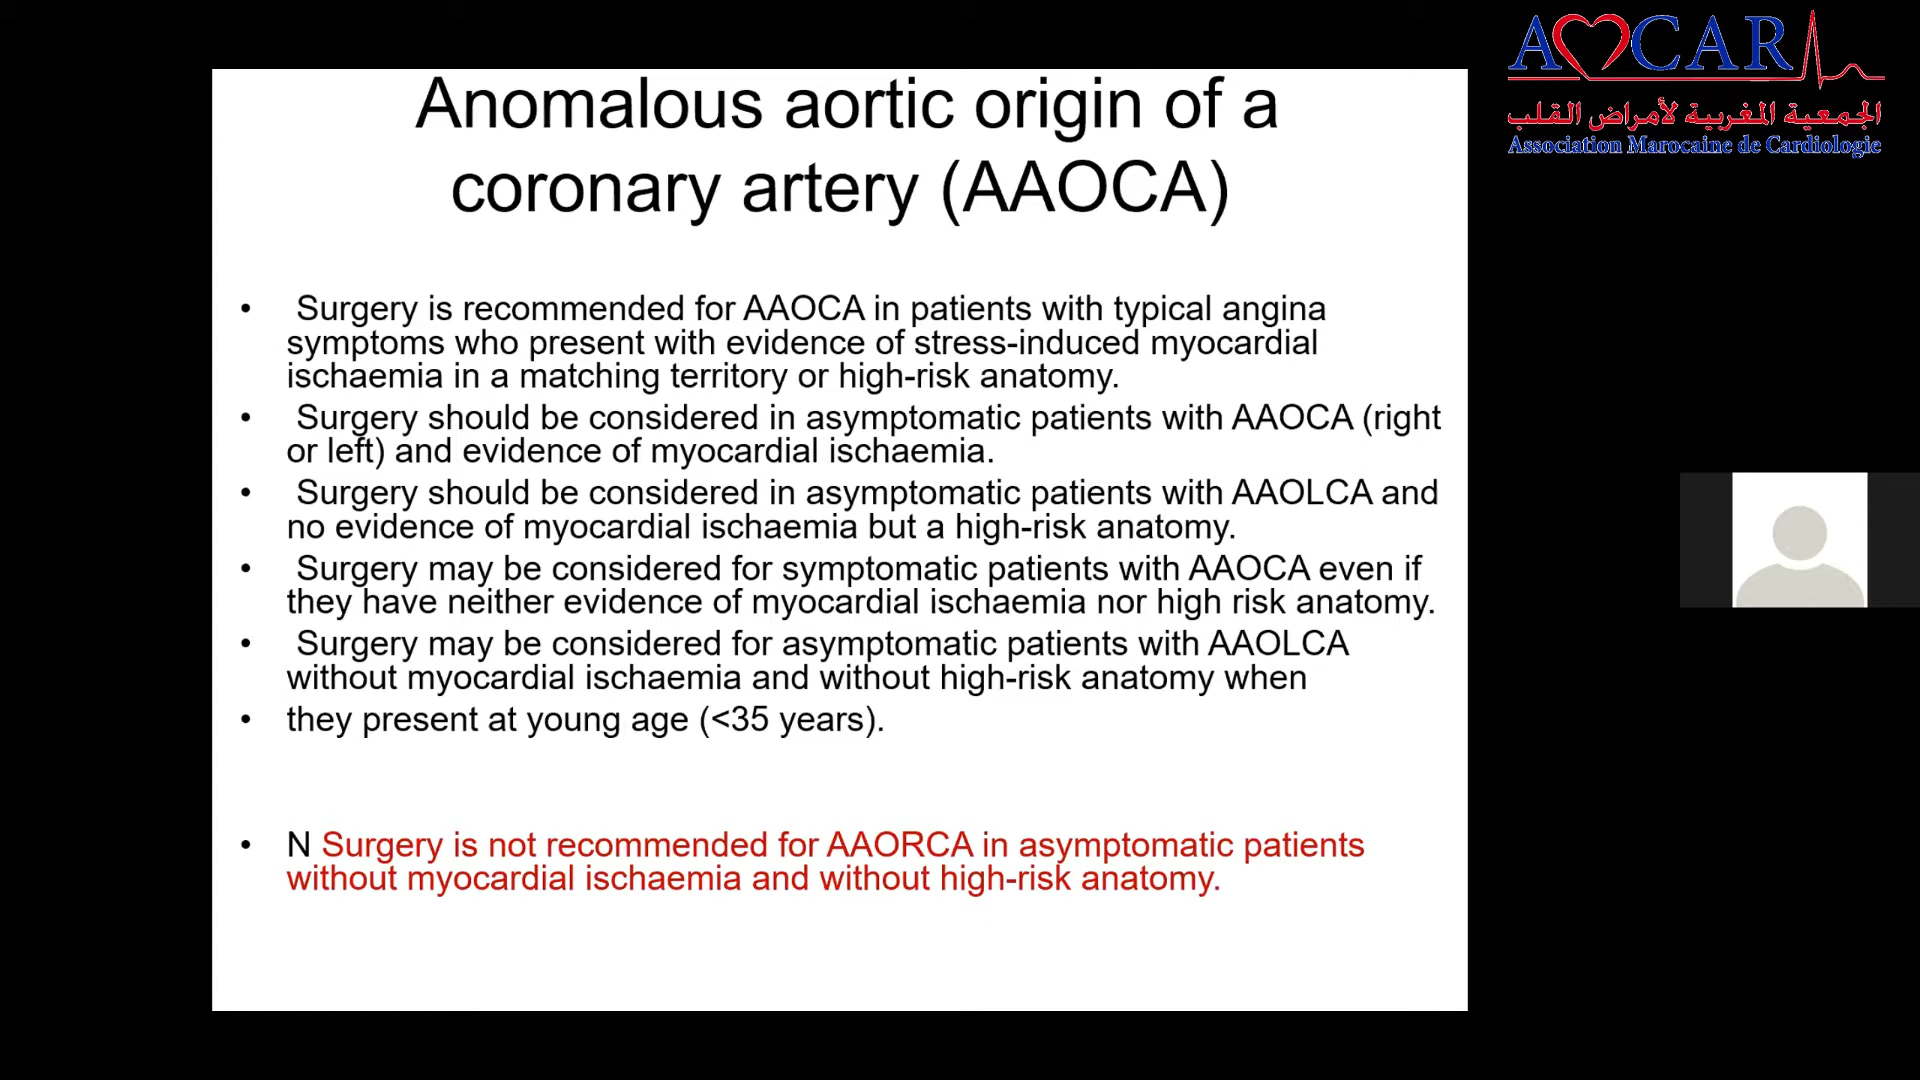 Anomalous aortic origin of a
coronary artery (AAOCA)
• Surgery is recommended for AAOCA in patients with typical angina
symptoms who present with evidence of stress-induced myocardial
ischaemia in a matching territory or high-risk anatomy.
• Surgery should be considered in asymptomatic patients with AAOCA (right
or left) and evidence of myocardial ischaemia.
• Surgery should be considered in asymptomatic patients with AAOLCA and
no evidence of myocardial ischaemia but a high-risk anatomy.
• Surgery may be considered for symptomatic patients with AAOCA even if
they have neither evidence of myocardial ischaemia nor high risk anatomy.
• Surgery may be considered for asymptomatic patients with AAOLCA
without myocardial ischaemia and without high-risk anatomy when
• they present at young age (<35 years).
• N Surgery is not recommended for AAORCA in asymptomatic patients
without myocardial ischaemia and without high-risk anatomy.
AMCAR
الجمعية المغربية لأمراض القلب
Association Marocaine de Cardiologie